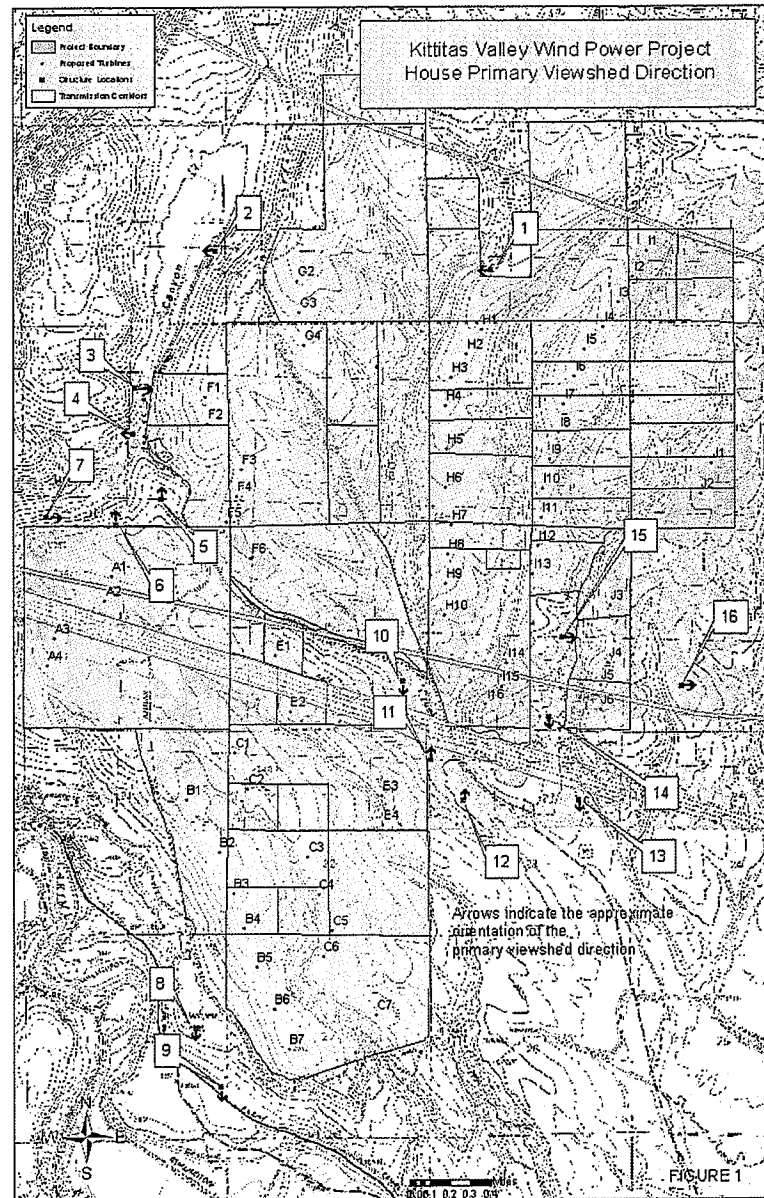 Legend
Project Boundary
Proposed Turbines
Structure Locations
Transmission Corridors
Kittitas Valley Wind Power Project
House Primary Viewshed Direction
2
1
Canyon
G2
I1
I2
G3
I3
H1
I4
G4
H2
I5
3
H3
I6
F1
4
H4
I7
F2
I8
H5
7
F3
I9
J1
F4
H6
I10
J2
I11
F5
H7
15
5
H8
I12
6
F6
I13
A1
H9
A2
H10
J3
16
A3
E1
10
A4
I14
J4
I15
J5
E2
11
I16
J6
C1
14
C2
B1
E3
E4
12
13
B2
C3
22
23
B3
C4
Arrows indicate the approximate
orientation of the
primary viewshed direction
B4
C5
C6
B5
8
B6
C7
9
B7
N
W E
S
Miles
FIGURE 1